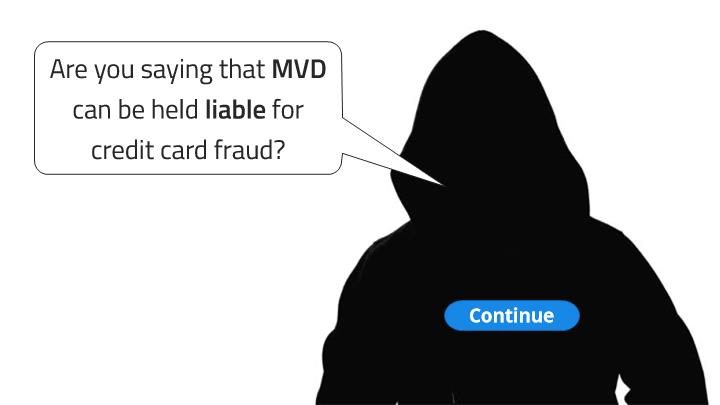 Are you saying that MVD
can be held liable for
credit card fraud?
Continue